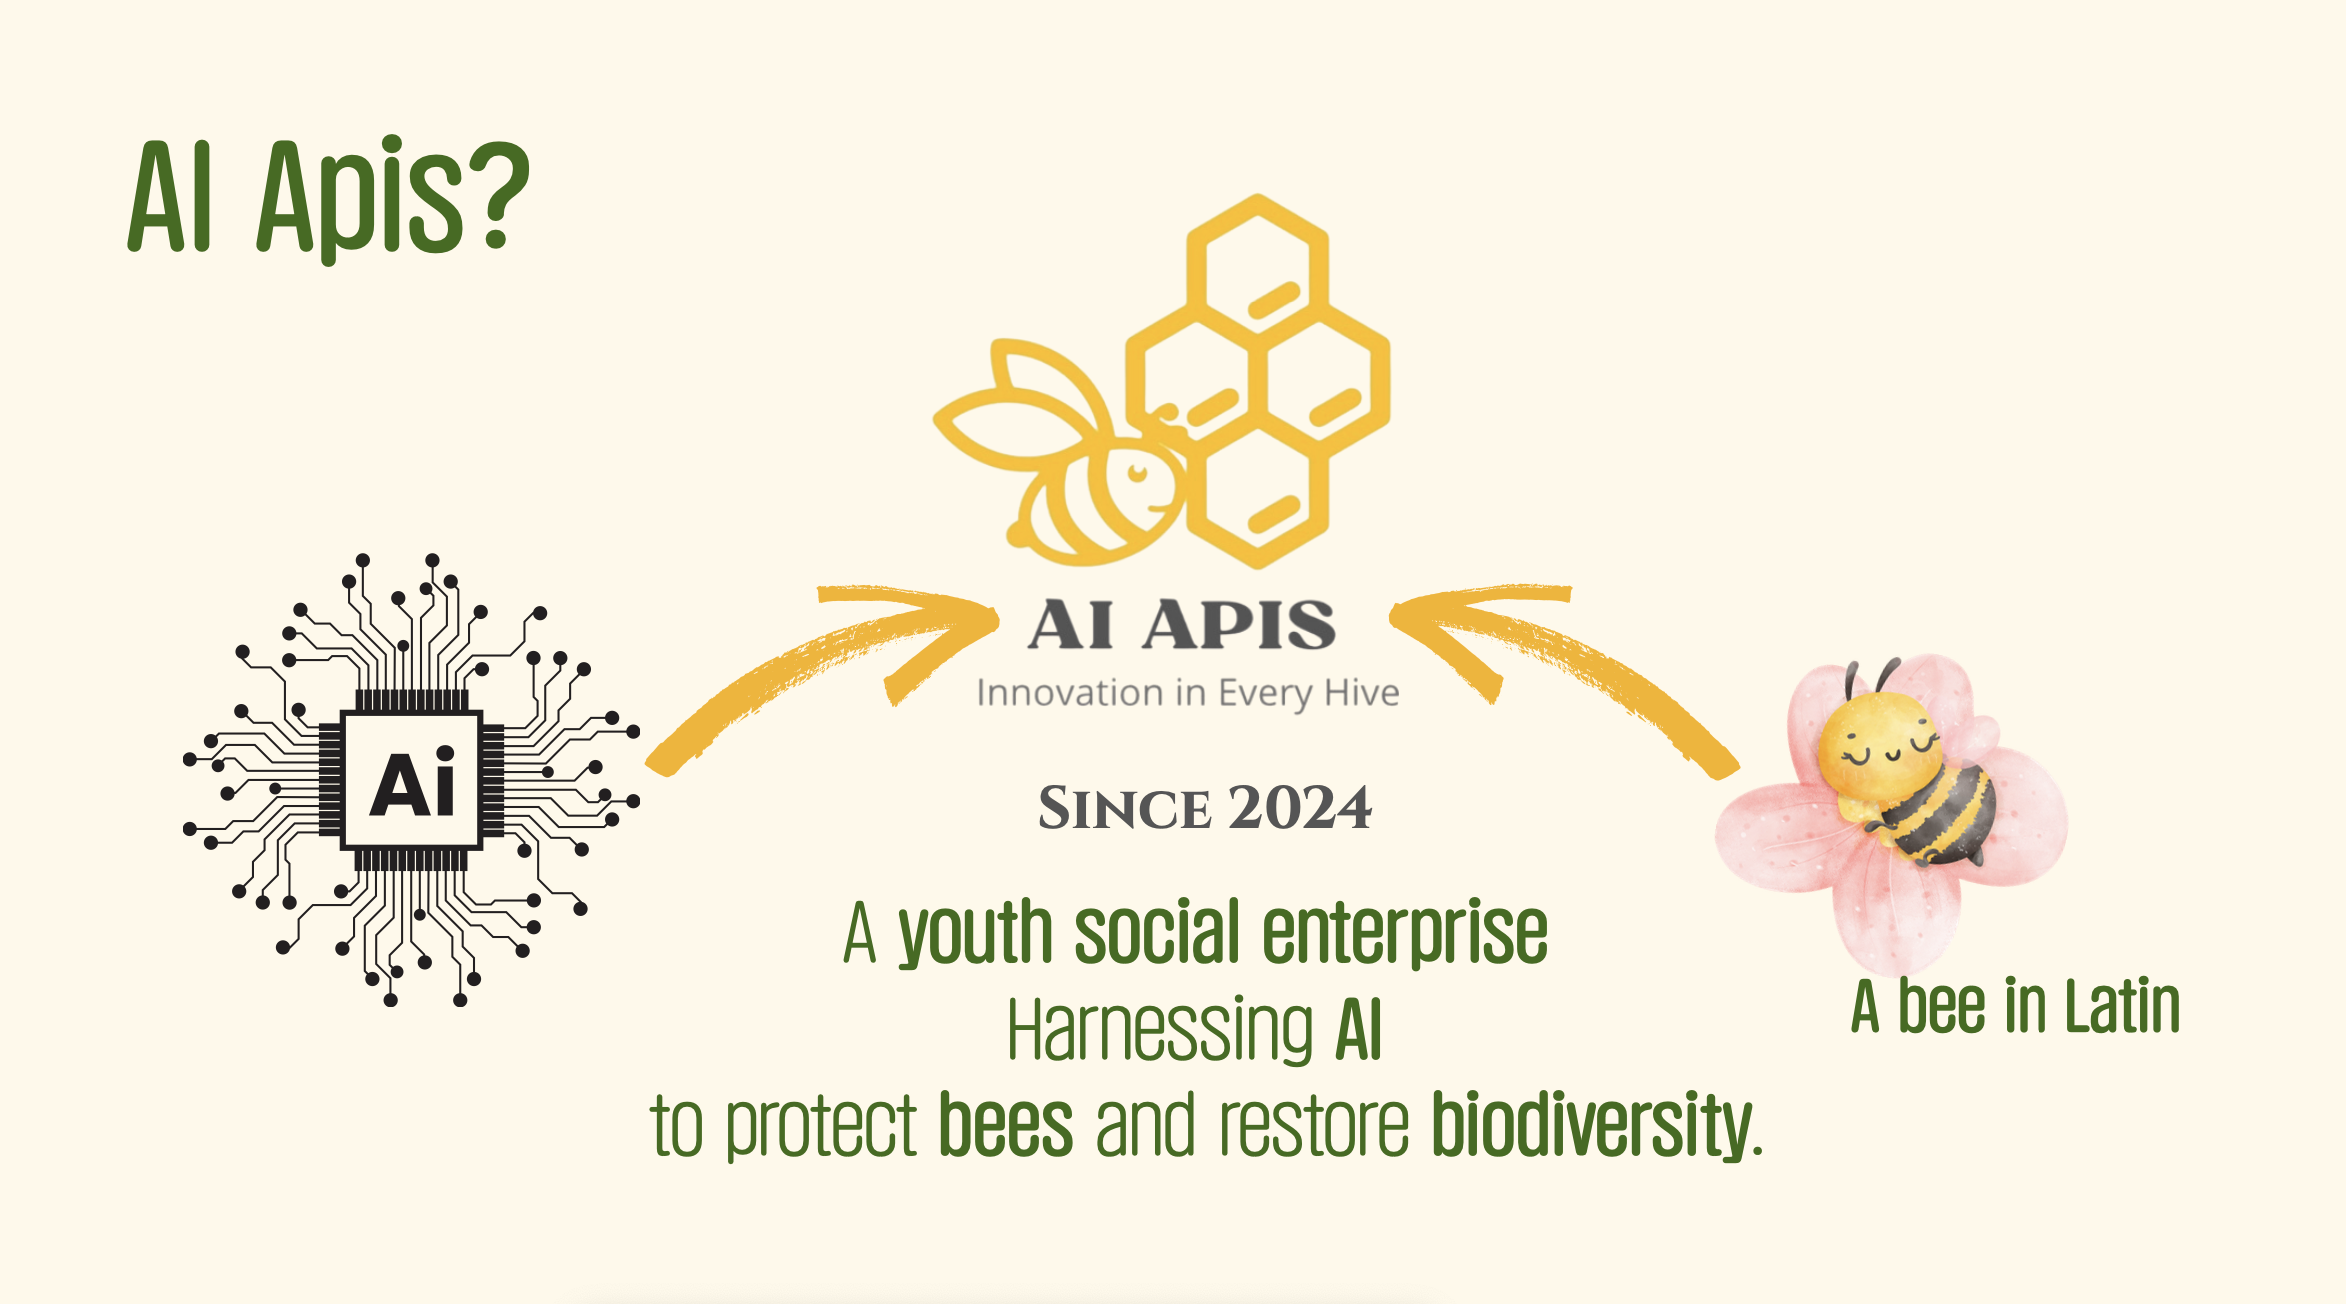 AI Apis?
AI APIS
Innovation in Every Hive
Ai
SINCE 2024
A youth social enterprise
Harnessing AI
to protect bees and restore biodiversity.
A bee in Latin